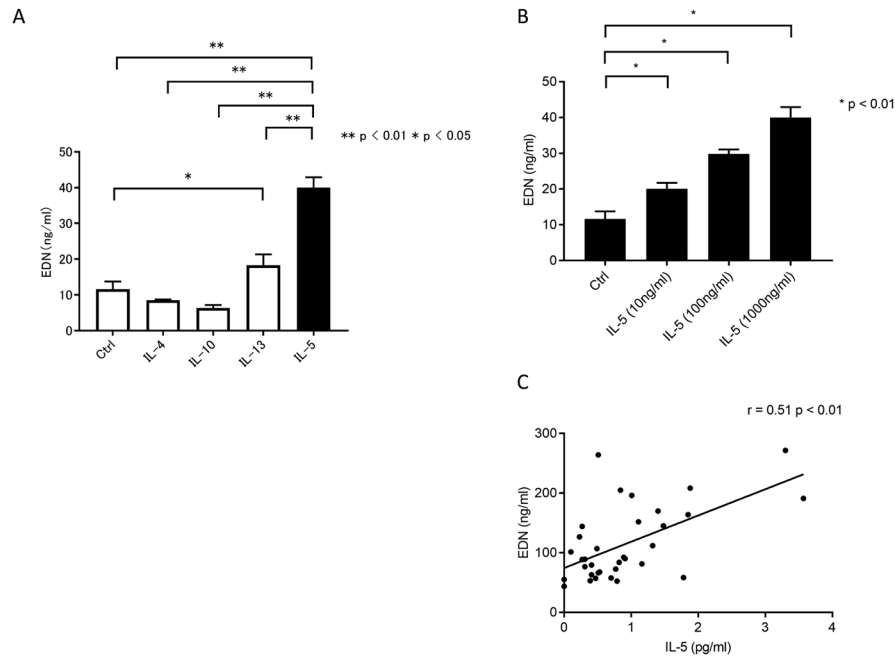 A
**
**
**
**
** p < 0.01 * p < 0.05
*
EDN (ng/ml)
50
40
30
20
10
0
Ctrl
IL-4
IL-10
IL-13
IL-5
B
*
*
*
* p < 0.01
EDN (ng/ml)
50
40
30
20
10
0
Ctrl
IL-5 (10ng/ml)
IL-5 (100ng/ml)
IL-5 (1000ng/ml)
C
r = 0.51 p < 0.01
EDN (ng/ml)
300
200
100
0
0 1 2 3 4
IL-5 (pg/ml)